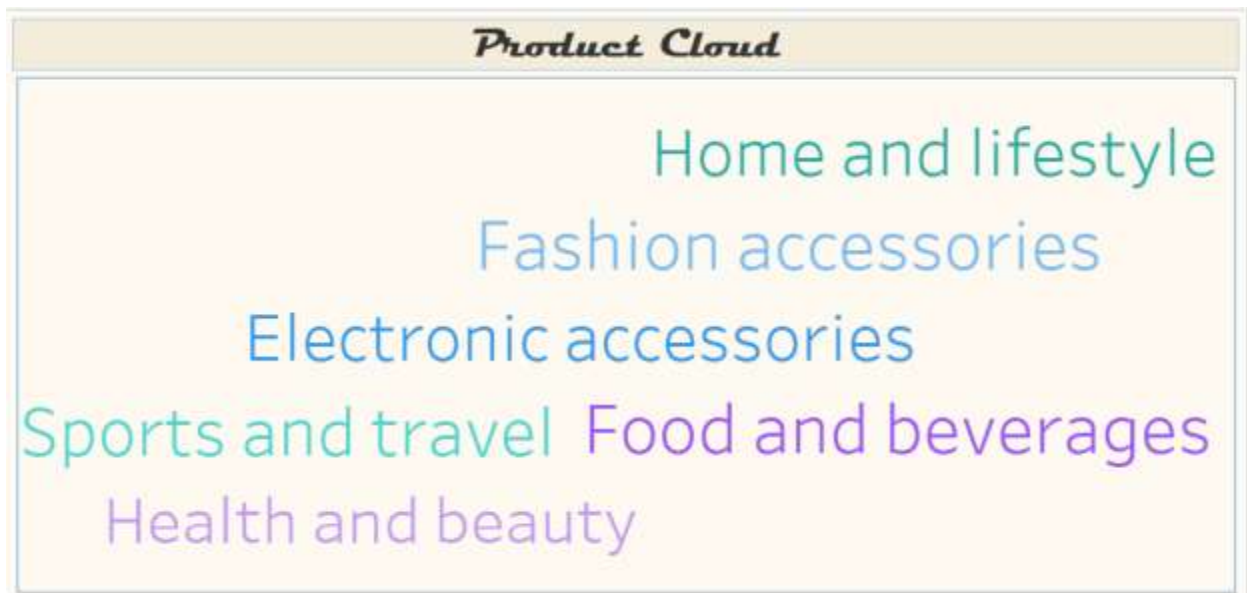 Product Cloud
Home and lifestyle
Fashion accessories
Electronic accessories
Sports and travel Food and beverages
Health and beauty